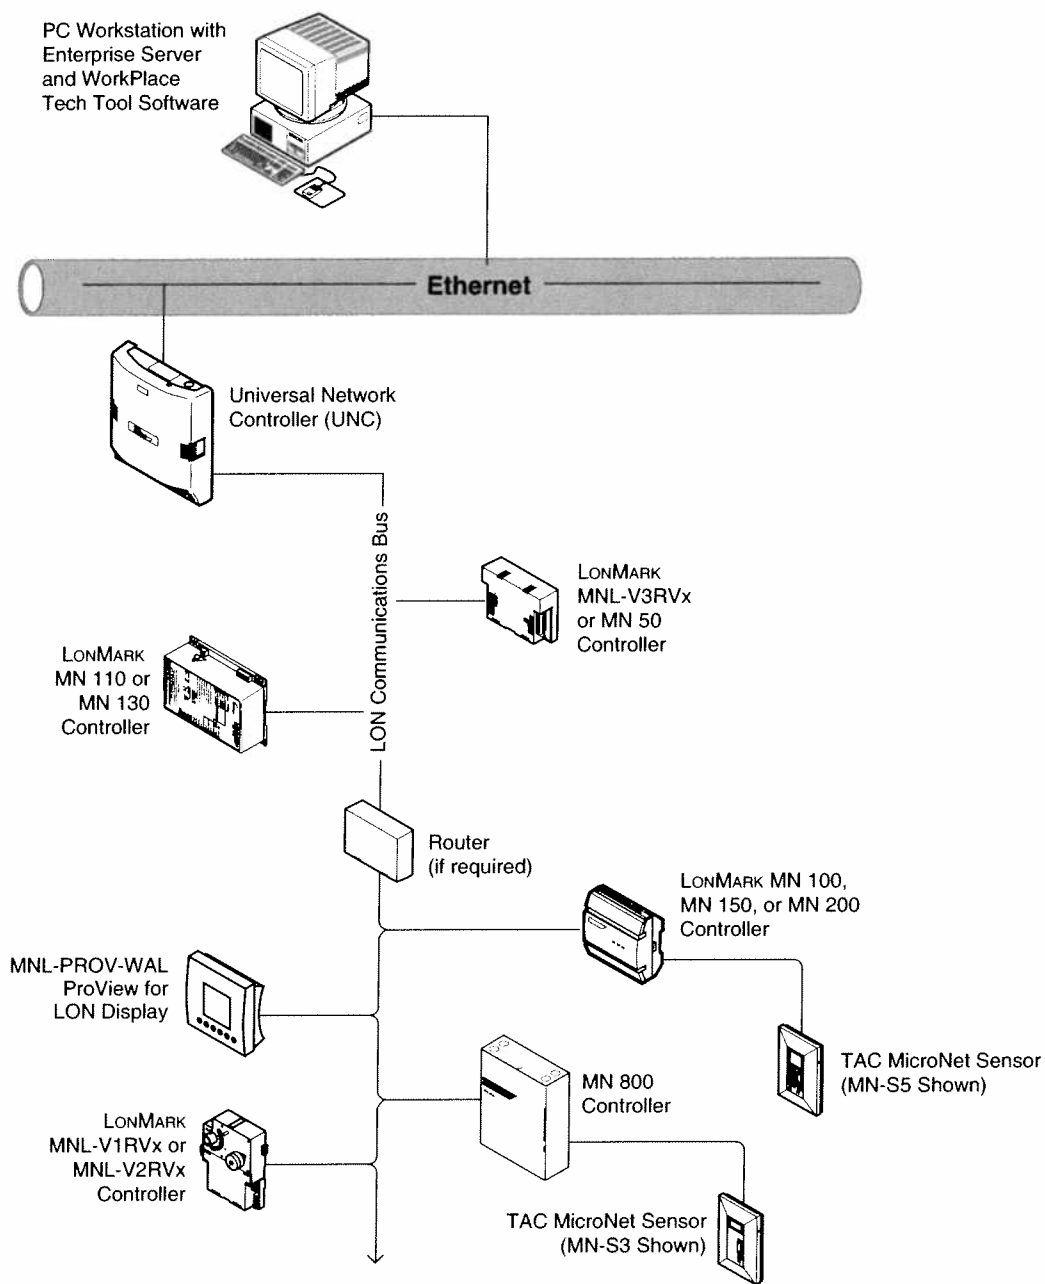 PC Workstation with
Enterprise Server
and WorkPlace
Tech Tool Software
Ethernet
Universal Network
Controller (UNC)
LON Communications Bus
LONMARK
MNL-V3RVx
or MN 50
Controller
LONMARK
MN 110 or
MN 130
Controller
Router
(if required)
LONMARK MN 100,
MN 150, or MN 200
Controller
MNL-PROV-WAL
ProView for
LON Display
TAC MicroNet Sensor
(MN-S5 Shown)
MN 800
Controller
LONMARK
MNL-V1RVx or
MNL-V2RVx
Controller
TAC MicroNet Sensor
(MN-S3 Shown)